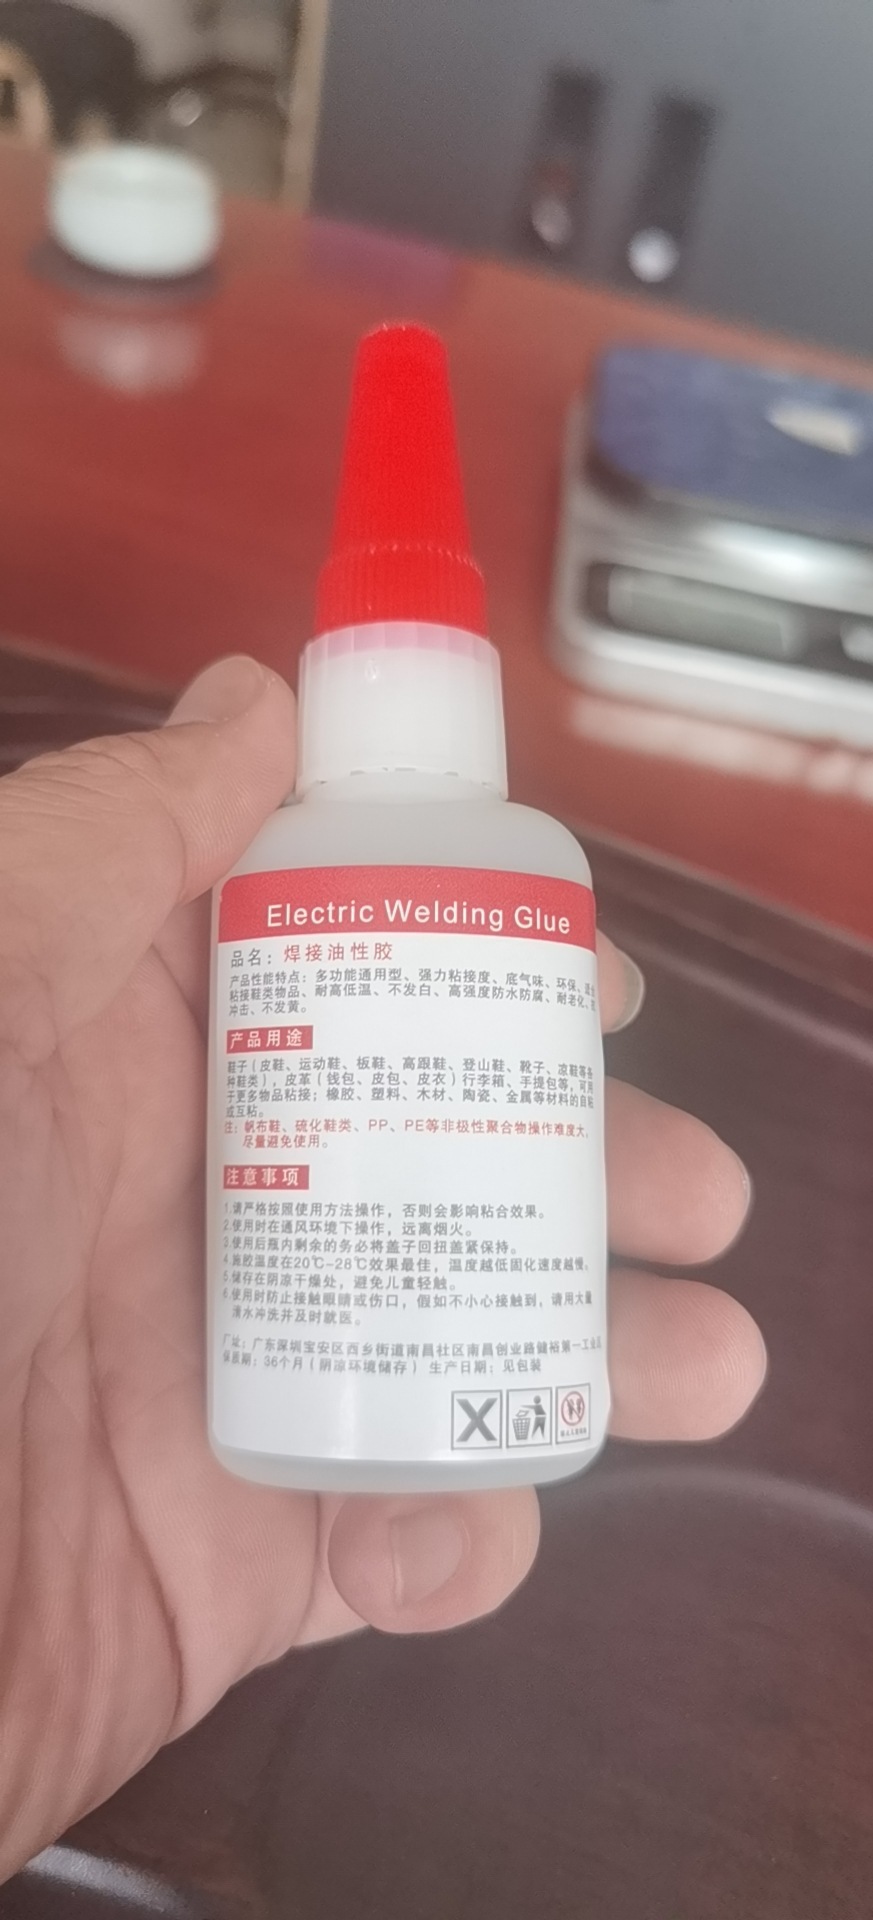 Electric Welding Glue
品名：焊接油性胶
产品性能特点：多功能通用型、强力粘接度、底气味、环保、适合
粘接鞋类物品、耐高低温、不发白、高强度防水防腐、耐老化、
冲击、不发黄。
产品用途
鞋子（皮鞋、运动鞋、板鞋、高跟鞋、登山鞋、靴子、凉鞋等各
种鞋类），皮革（钱包、皮包、皮衣）行李箱、手提包等，可用
于更多物品粘接；橡胶、塑料、木材、陶瓷、金属等材料的自粘
或互粘。
注：帆布鞋、硫化鞋类、PP、PE等非极性聚合物操作难度大，
尽量避免使用。
注意事项
1.请严格按照使用方法操作，否则会影响粘合效果。
2.使用时在通风环境下操作，远离烟火。
3.使用后瓶内剩余的务必将盖子回扭盖紧保持。
4.施胶温度在20℃-28℃效果最佳，温度越低固化速度越慢。
5.储存在阴凉干燥处，避免儿童轻触。
6.使用时防止接触眼睛或伤口，假如不小心接触到，请用大量
清水冲洗并及时就医。
厂址：广东深圳宝安区西乡街道南昌社区南昌创业路健裕第一工业
保质期：36个月（阴凉环境储存） 生产日期：见包装
X